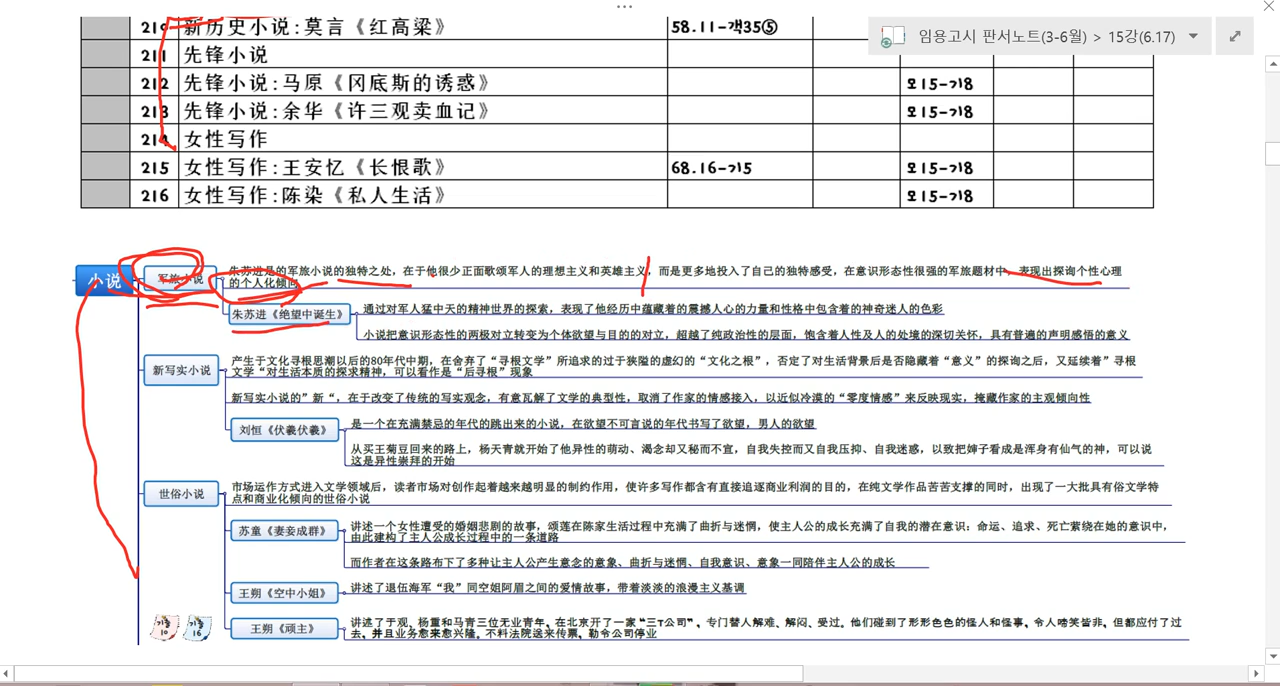 임용고시 판서노트(3-6월) > 15강(6.17)
210 新历史小说:莫言《红高粱》 58.11-객35⑤
211 先锋小说
212 先锋小说:马原《冈底斯的诱惑》 모15-기8
213 先锋小说:余华《许三观卖血记》 모15-기8
214 女性写作
215 女性写作:王安忆《长恨歌》 68.16-기5 모15-기8
216 女性写作:陈染《私人生活》 모15-기8
小说
军旅小说
朱苏进是的军旅小说的独特之处，在于他很少正面歌颂军人的理想主义和英雄主义，而是更多地投入了自己的独特感受，在意识形态性很强的军旅题材中，表现出探询个性心理
的个人化倾向
朱苏进《绝望中诞生》
通过对军人猛中天的精神世界的探索，表现了他经历中蕴藏着的震撼人心的力量和性格中包含着的神奇迷人的色彩
小说把意识形态性的两极对立转变为个体欲望与目的的对立，超越了纯政治性的层面，饱含着人性及人的处境的深切关怀，具有普遍的声明感悟的意义
新写实小说
产生于文化寻根思潮以后的80年代中期，在舍弃了“寻根文学”所追求的过于狭隘的虚幻的“文化之根”，否定了对生活背景后是否隐藏着“意义”的探询之后，又延续着”寻根
文学“对生活本质的探求精神，可以看作是“后寻根”现象
新写实小说的”新“，在于改变了传统的写实观念，有意瓦解了文学的典型性，取消了作家的情感接入，以近似冷漠的“零度情感”来反映现实，掩藏作家的主观倾向性
刘恒《伏羲伏羲》
是一个在充满禁忌的年代的跳出来的小说，在欲望不可言说的年代书写了欲望，男人的欲望
从买王菊豆回来的路上，杨天青就开始了他异性的萌动、渴念却又秘而不宣，自我失控而又自我压抑、自我迷惑，以致把婶子看成是浑身有仙气的神，可以说
这是异性崇拜的开始
世俗小说
市场运作方式进入文学领域后，读者市场对创作起着越来越明显的制约作用，使许多写作都含有直接追逐商业利润的目的，在纯文学作品苦苦支撑的同时，出现了一大批具有俗文学特
点和商业化倾向的世俗小说
苏童《妻妾成群》
讲述一个女性遭受的婚姻悲剧的故事，颂莲在陈家生活过程中充满了曲折与迷惘，使主人公的成长充满了自我的潜在意识：命运、追求、死亡萦绕在她的意识中，
由此建构了主人公成长过程中的一条道路
而作者在这条路布下了多种让主人公产生意念的意象、曲折与迷惘、自我意识、意象一同陪伴主人公的成长
王朔《空中小姐》
讲述了退伍海军“我”同空姐阿眉之间的爱情故事，带着淡淡的浪漫主义基调
기출 10
기출 16
王朔《顽主》
讲述了于观、杨重和马青三位无业青年，在北京开了一家“三T公司”，专门替人解难、解闷、受过。他们碰到了形形色色的怪人和怪事，令人啼笑皆非，但都应付了过
去，并且业务愈来愈兴隆。不料法院送来传票，勒令公司停业